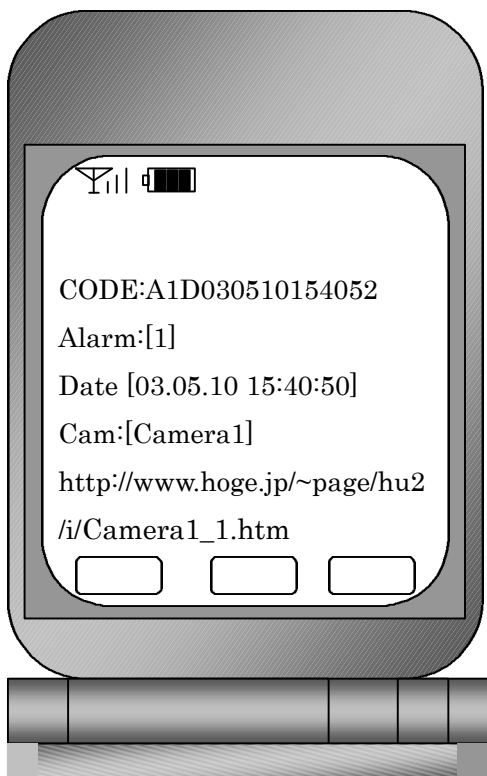 CODE:A1D030510154052
Alarm:[1]
Date [03.05.10 15:40:50]
Cam:[Camera1]
http://www.hoge.jp/~page/hu2
/i/Camera1_1.htm